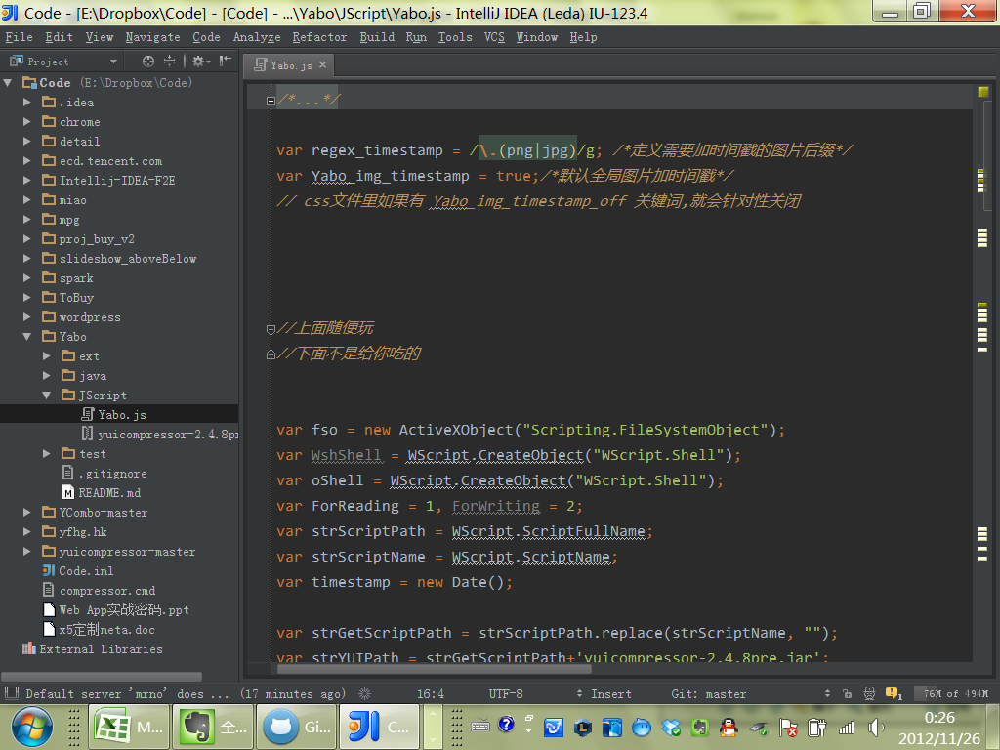 Code - [E:\Dropbox\Code] - [Code] - ...\Yabo\JScript\Yabo.js - IntelliJ IDEA (Leda) IU-123.4
File Edit View Navigate Code Analyze Refactor Build Run Tools VCS Window Help
Project
Yabo.js
Code (E:\Dropbox\Code)
.idea
chrome
detail
ecd.tencent.com
Intellij-IDEA-F2E
miao
mpg
proj_buy_v2
slideshow_aboveBelow
spark
ToBuy
wordpress
Yabo
ext
java
JScript
Yabo.js
yuicompressor-2.4.8pr
test
.gitignore
README.md
YCombo-master
yfhg.hk
yuicompressor-master
Code.iml
compressor.cmd
Web App实战密码.ppt
x5定制meta.doc
External Libraries
/*...*/
var regex_timestamp = /\.(png|jpg)/g; /*定义需要加时间戳的图片后缀*/
var Yabo_img_timestamp = true;/*默认全局图片加时间戳*/
// css文件里如果有 Yabo_img_timestamp_off 关键词,就会针对性关闭
//上面随便玩
//下面不是给你吃的
var fso = new ActiveXObject("Scripting.FileSystemObject");
var WshShell = WScript.CreateObject("WScript.Shell");
var oShell = WScript.CreateObject("WScript.Shell");
var ForReading = 1, ForWriting = 2;
var strScriptPath = WScript.ScriptFullName;
var strScriptName = WScript.ScriptName;
var timestamp = new Date();
var strGetScriptPath = strScriptPath.replace(strScriptName, "");
var strYUIPath = strGetScriptPath+'yuicompressor-2.4.8pre.jar';
Default server 'mrno' does ... (17 minutes ago) 16:4 UTF-8 Insert Git: master 76M of 494M
M... 全... Gi... C...
0:26
2012/11/26